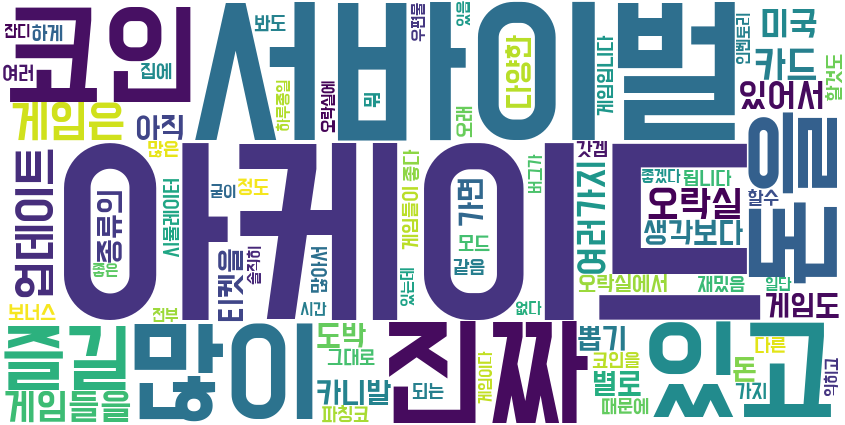 잔디 하게
여러
코인
집에
서바이벌
봐도
우편물
있음
다양한
뭐
하루종일
오락실에
오래
게임입니다
인벤토리
미국
카드
할것도
있어서
게임은
아직
많은
업데이트
아케이드
종류의
좋은
시뮬레이터
굳이
정도
티켓을
솔직히
많아서
시간
게임들이 좋다
있는데
가면
모드
같음
버그가
없다
갓겜
여러가지
좋겠다
됩니다
오락실
생각보다
할수
을
돈
오락실에서
재밌음
일단
게임도
보너스
전부
즐길
많이
게임들을
도박
그대로
카니발
파칭코
되는
진짜
게임이다
뽑기
코인을
별로
때문에
있고
돈
가지
다른
익히고